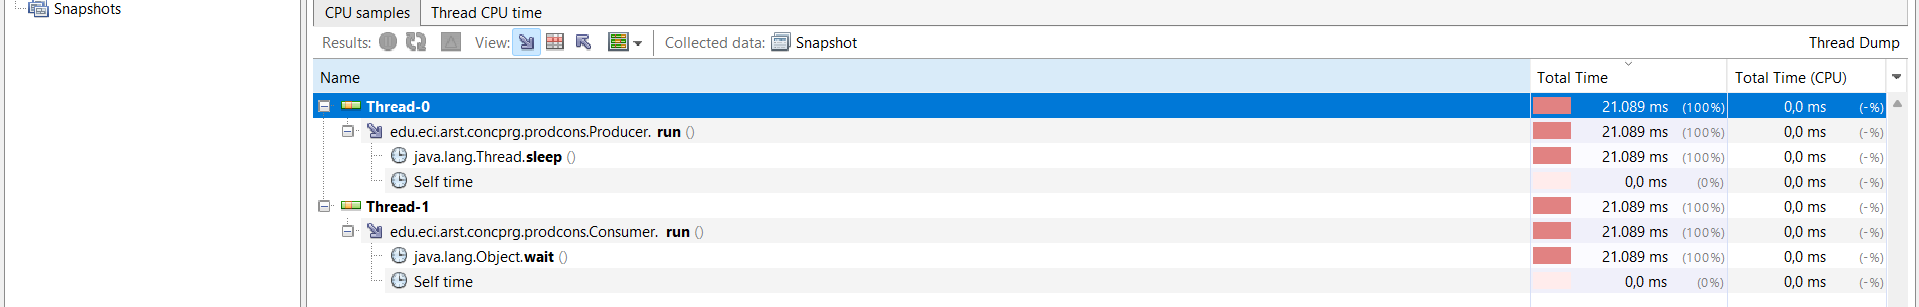 Snapshots
CPU samples Thread CPU time
Results: View: Collected data: Snapshot Thread Dump
Name Total Time Total Time (CPU)
Thread-0 21.089 ms (100%) 0,0 ms (-%)
edu.eci.arst.concprg.prodcons.Producer. run () 21.089 ms (100%) 0,0 ms (-%)
java.lang.Thread.sleep () 21.089 ms (100%) 0,0 ms (-%)
Self time 0,0 ms (0%) 0,0 ms (-%)
Thread-1 21.089 ms (100%) 0,0 ms (-%)
edu.eci.arst.concprg.prodcons.Consumer. run () 21.089 ms (100%) 0,0 ms (-%)
java.lang.Object.wait () 21.089 ms (100%) 0,0 ms (-%)
Self time 0,0 ms (0%) 0,0 ms (-%)